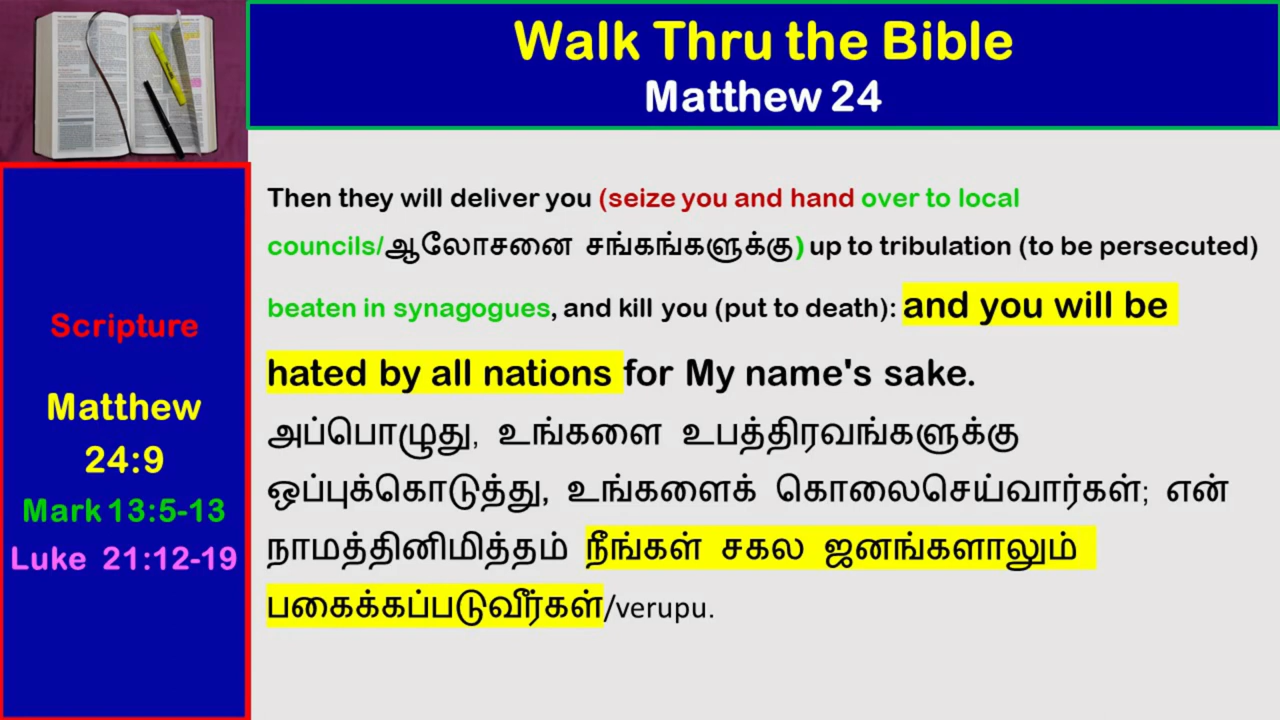 Walk Thru the Bible
Matthew 24
Scripture
Matthew
24:9
Mark 13:5-13
Luke 21:12-19
Then they will deliver you (seize you and hand over to local
councils/ஆலோசனை சங்கங்களுக்கு) up to tribulation (to be persecuted)
beaten in synagogues, and kill you (put to death): and you will be
hated by all nations for My name's sake.
அப்பொழுது, உங்களை உபத்திரவங்களுக்கு
ஒப்புக்கொடுத்து, உங்களைக் கொலைசெய்வார்கள்; என்
நாமத்தினிமித்தம் நீங்கள் சகல ஜனங்களாலும்
பகைக்கப்படுவீர்கள்/verupu.